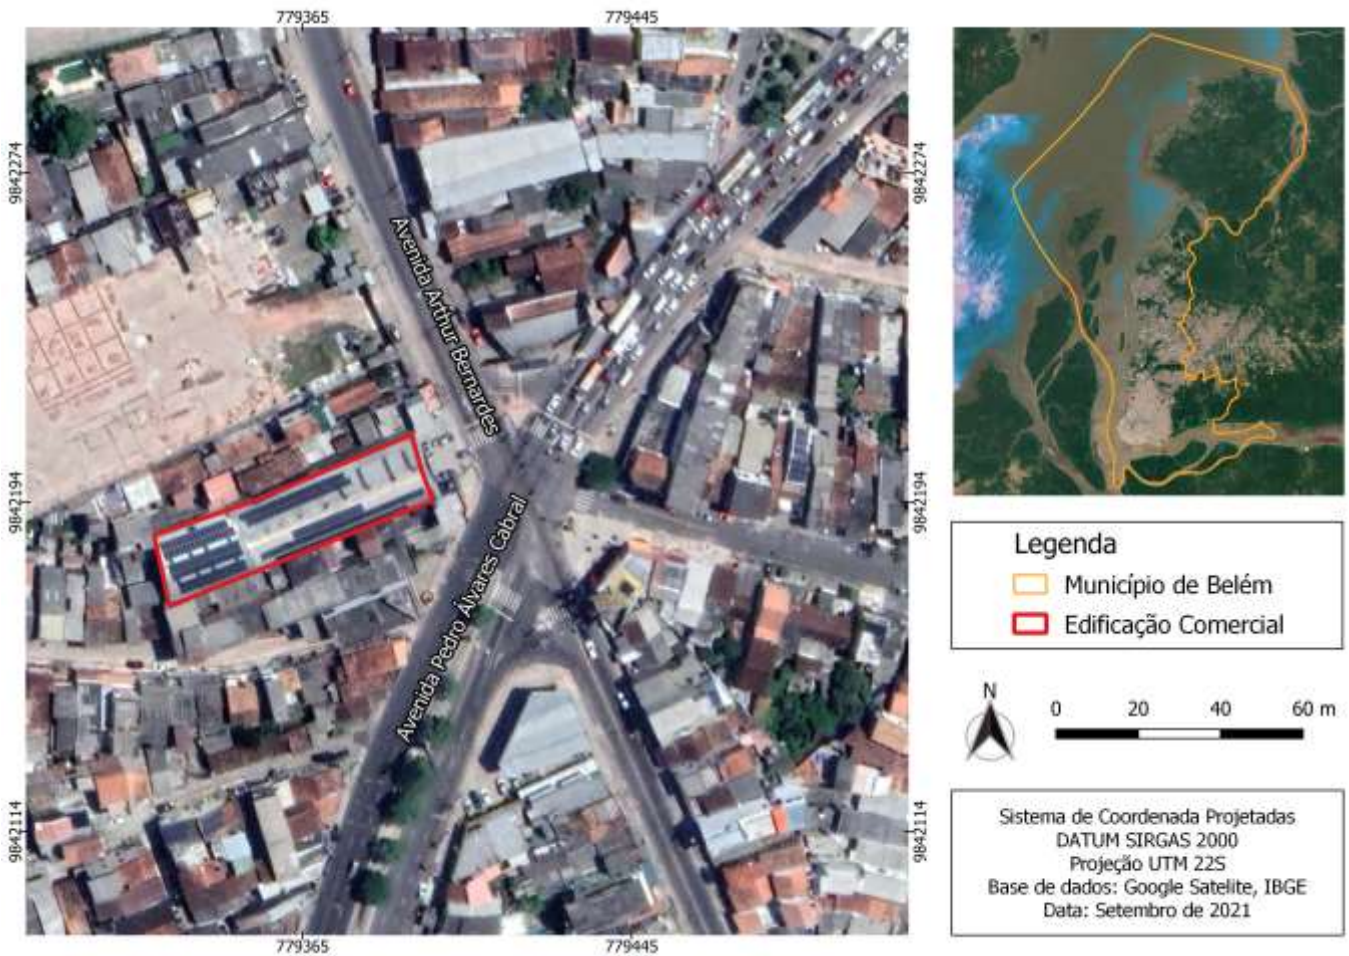 779365
779445
9842274
9842274
Avenida Arthur Bernardes
9842194
9842194
Avenida Pedro Álvares Cabral
9842114
9842114
779365
779445
Legenda
Município de Belém
Edificação Comercial
N
0 20 40 60 m
Sistema de Coordenada Projetadas
DATUM SIRGAS 2000
Projeção UTM 22S
Base de dados: Google Satelite, IBGE
Data: Setembro de 2021